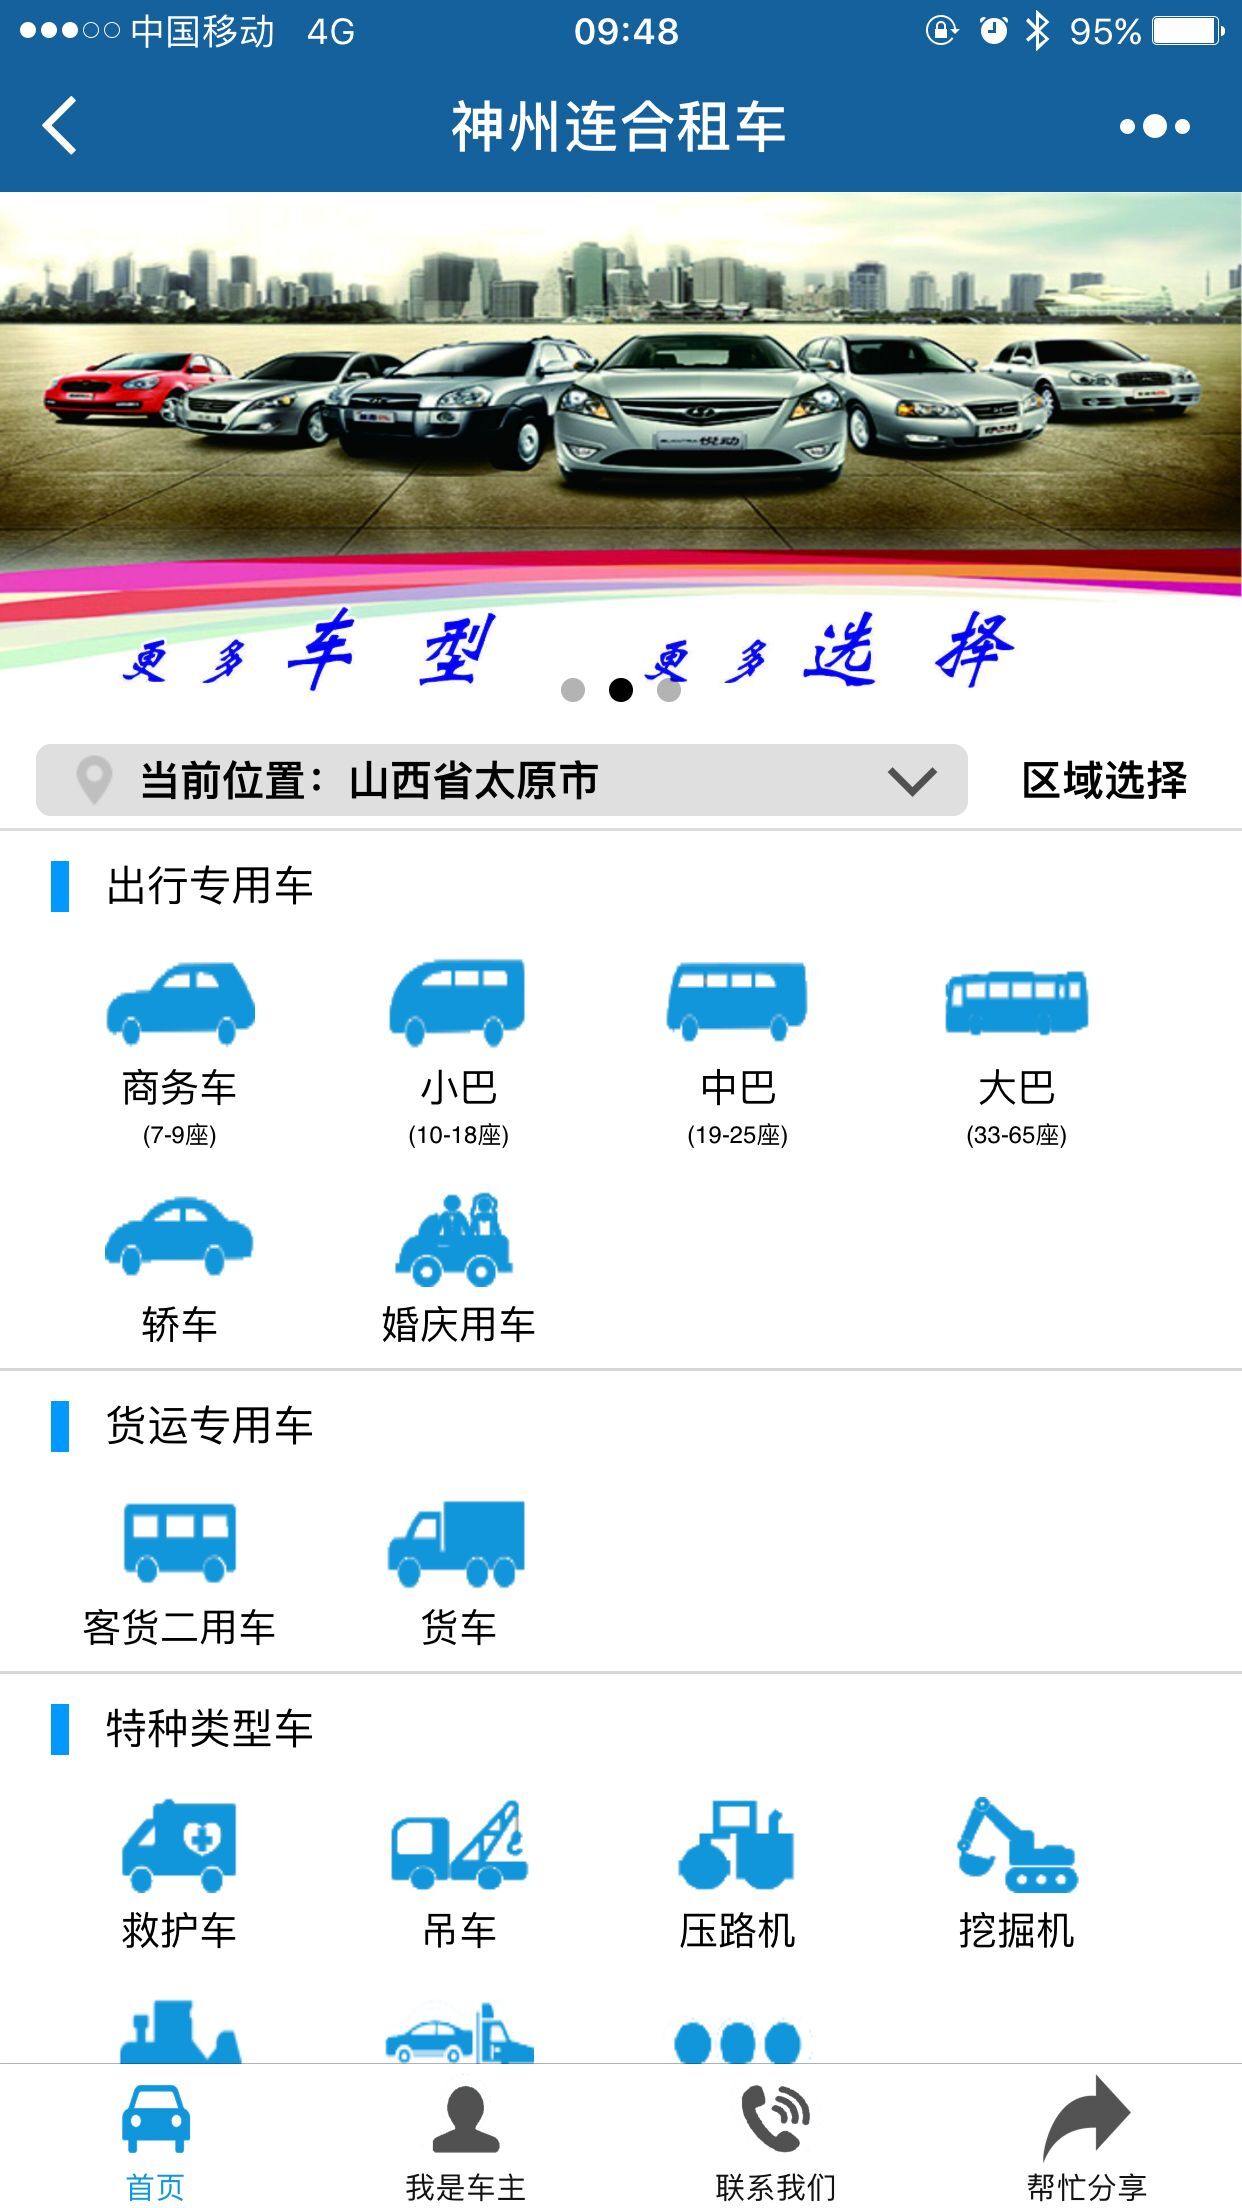 中国移动 4G 09:48 95%
神州连合租车
更多车型 更多选择
当前位置：山西省太原市 区域选择
出行专用车
商务车 小巴 中巴 大巴
(7-9座) (10-18座) (19-25座) (33-65座)
轿车 婚庆用车
货运专用车
客货二用车 货车
特种类型车
救护车 吊车 压路机 挖掘机
首页 我是车主 联系我们 帮忙分享